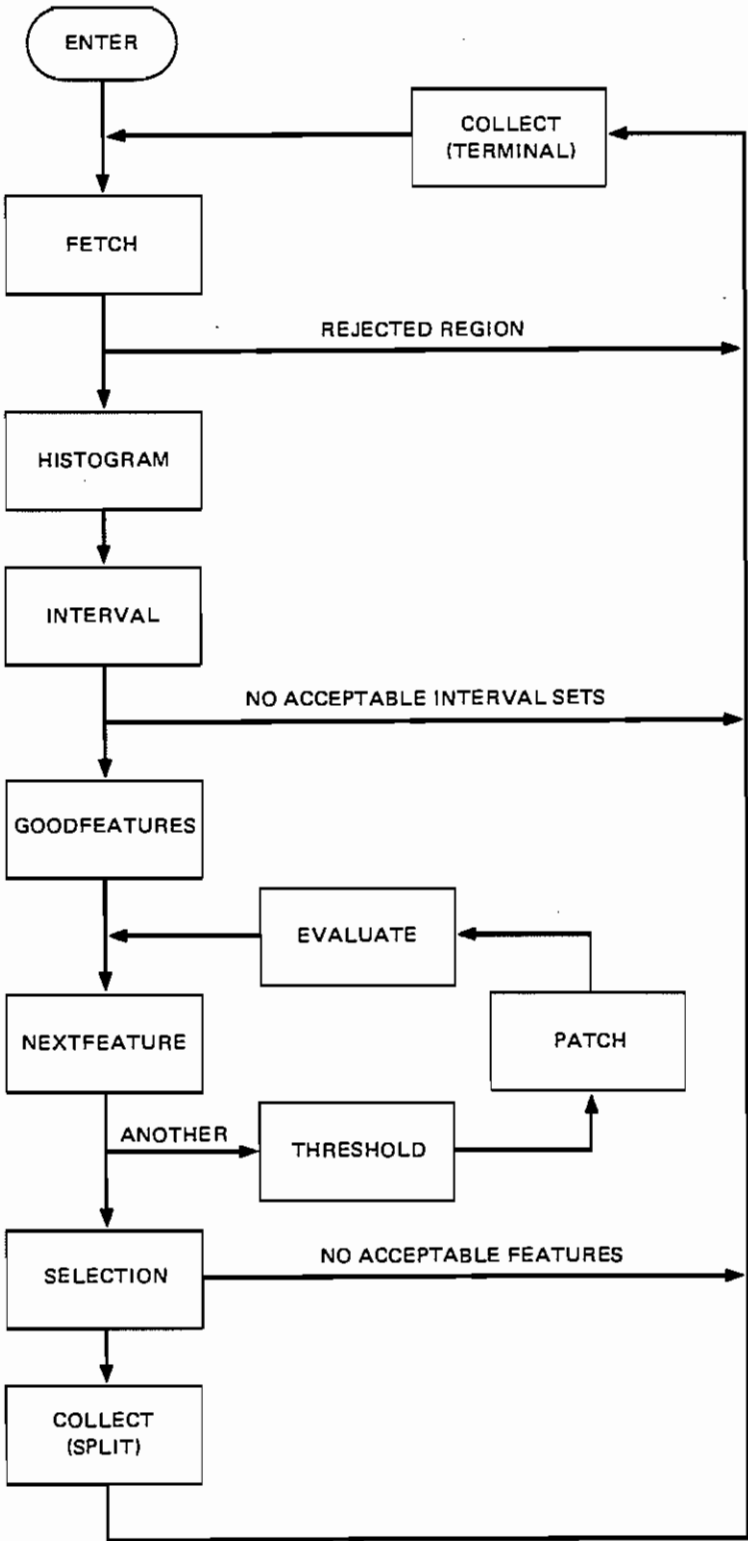 ENTER
COLLECT
(TERMINAL)
FETCH
REJECTED REGION
HISTOGRAM
INTERVAL
NO ACCEPTABLE INTERVAL SETS
GOODFEATURES
EVALUATE
NEXTFEATURE
PATCH
ANOTHER
THRESHOLD
SELECTION
NO ACCEPTABLE FEATURES
COLLECT
(SPLIT)